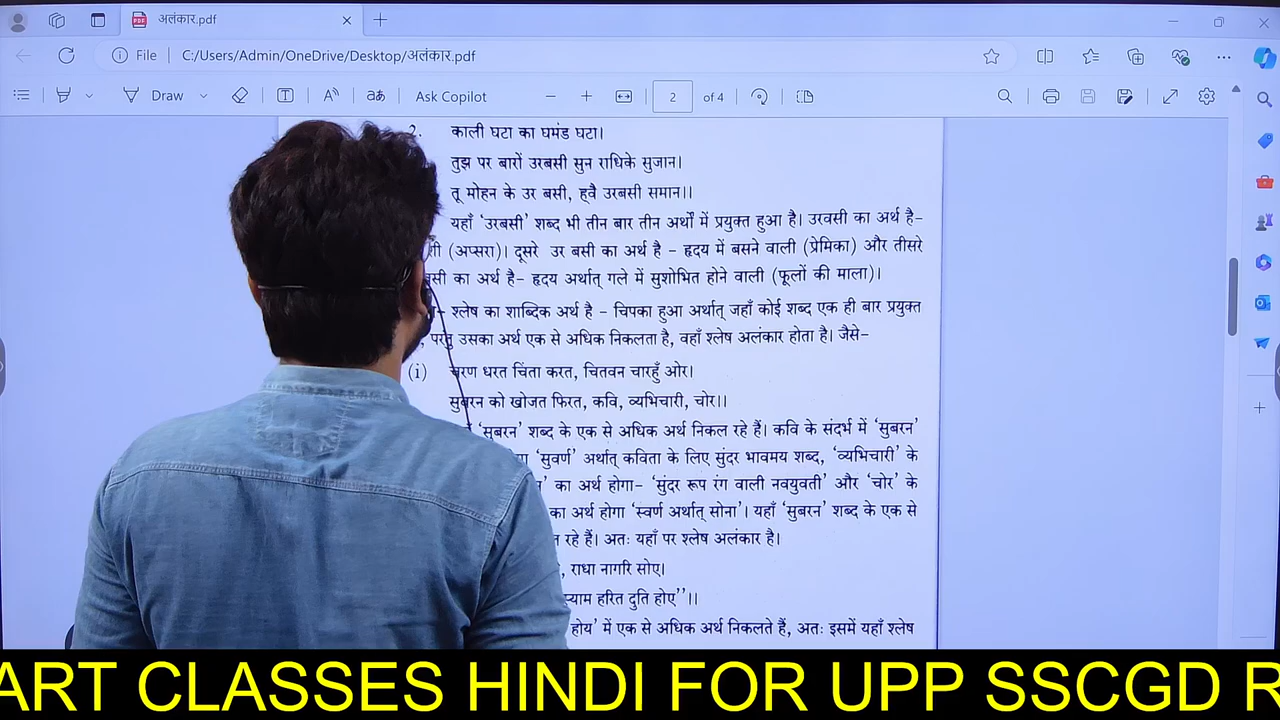 अलंकार.pdf
File C:/Users/Admin/OneDrive/Desktop/अलंकार.pdf
Draw Ask Copilot 2 of 4
2. काली घटा का घमंड घटा।
तुझ पर बारों उरबसी सुन राधिके सुजान।
तू मोहन के उर बसी, ह्वै उरबसी समान।।
यहाँ ‘उरबसी’ शब्द भी तीन बार तीन अर्थों में प्रयुक्त हुआ है। उरवसी का अर्थ है–
(अप्सरा)। दूसरे उर बसी का अर्थ है – हृदय में बसने वाली (प्रेमिका) और तीसरे
का अर्थ है– हृदय अर्थात् गले में सुशोभित होने वाली (फूलों की माला)।
श्लेष का शाब्दिक अर्थ है – चिपका हुआ अर्थात् जहाँ कोई शब्द एक ही बार प्रयुक्त
परंतु उसका अर्थ एक से अधिक निकलता है, वहाँ श्लेष अलंकार होता है। जैसे–
(i) चरण धरत चिंता करत, चितवन चारहुँ ओर।
सुबरन को खोजत फिरत, कवि, व्यभिचारी, चोर।।
‘सुबरन’ शब्द के एक से अधिक अर्थ निकल रहे हैं। कवि के संदर्भ में ‘सुबरन’
‘सुवर्ण’ अर्थात् कविता के लिए सुंदर भावमय शब्द, ‘व्यभिचारी’ के
का अर्थ होगा– ‘सुंदर रूप रंग वाली नवयुवती’ और ‘चोर’ के
का अर्थ होगा ‘स्वर्ण अर्थात् सोना’। यहाँ ‘सुबरन’ शब्द के एक से
रहे हैं। अतः यहाँ पर श्लेष अलंकार है।
, राधा नागरि सोए।
स्याम हरित दुति होए’’।।
होय’ में एक से अधिक अर्थ निकलते हैं, अतः इसमें यहाँ श्लेष
ART CLASSES HINDI FOR UPP SSCGD R